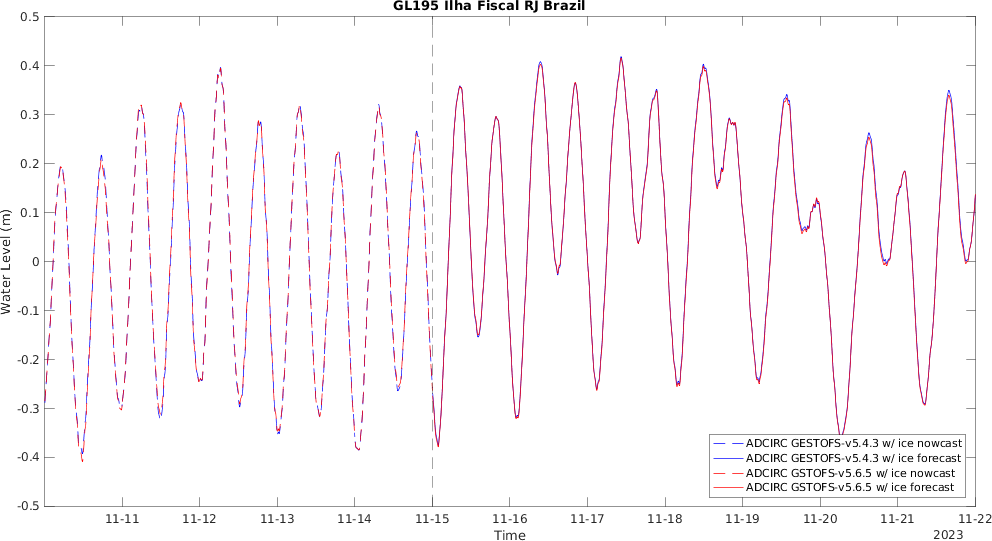 GL195 Ilha Fiscal RJ Brazil
0.5
0.4
0.3
0.2
0.1
0
-0.1
-0.2
-0.3
-0.4
-0.5
Water Level (m)
ADCIRC GESTOFS-v5.4.3 w/ ice nowcast
ADCIRC GESTOFS-v5.4.3 w/ ice forecast
ADCIRC GSTOFS-v5.6.5 w/ ice nowcast
ADCIRC GSTOFS-v5.6.5 w/ ice forecast
11-11 11-12 11-13 11-14 11-15 11-16 11-17 11-18 11-19 11-20 11-21 11-22
Time
2023